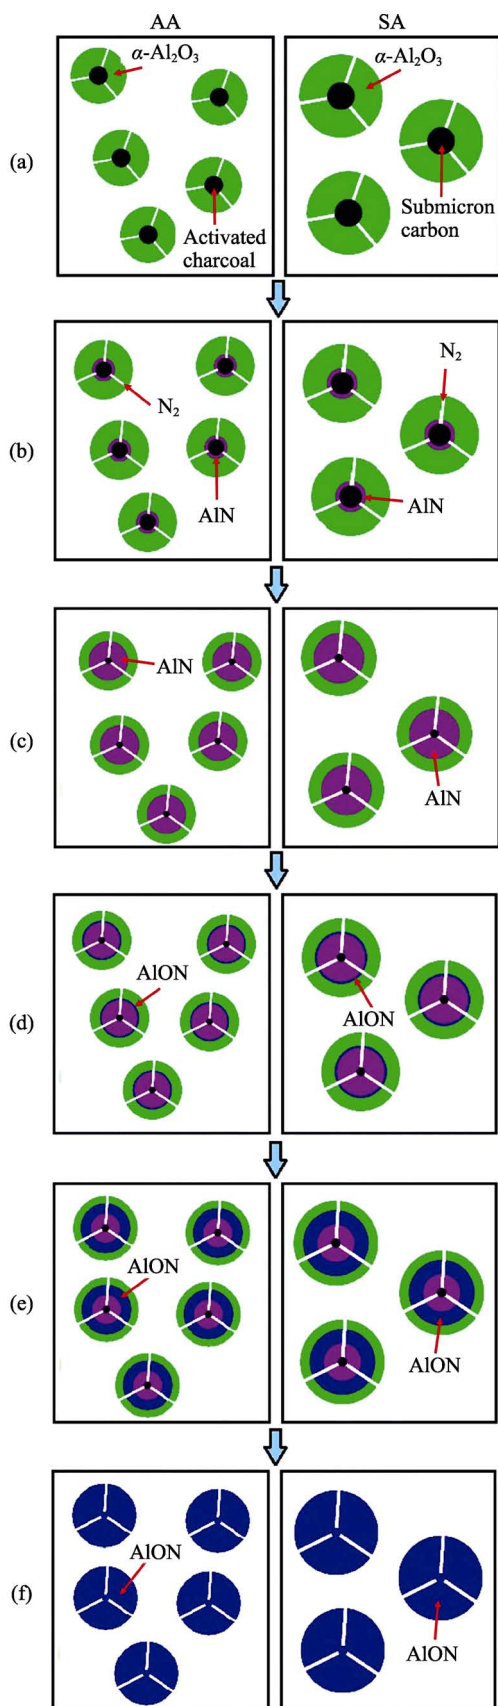 AA
SA
(a)
α-Al₂O₃
Activated
charcoal
α-Al₂O₃
Submicron
carbon
(b)
N₂
AlN
N₂
AlN
(c)
AlN
AlN
(d)
AlON
AlON
(e)
AlON
AlON
(f)
AlON
AlON